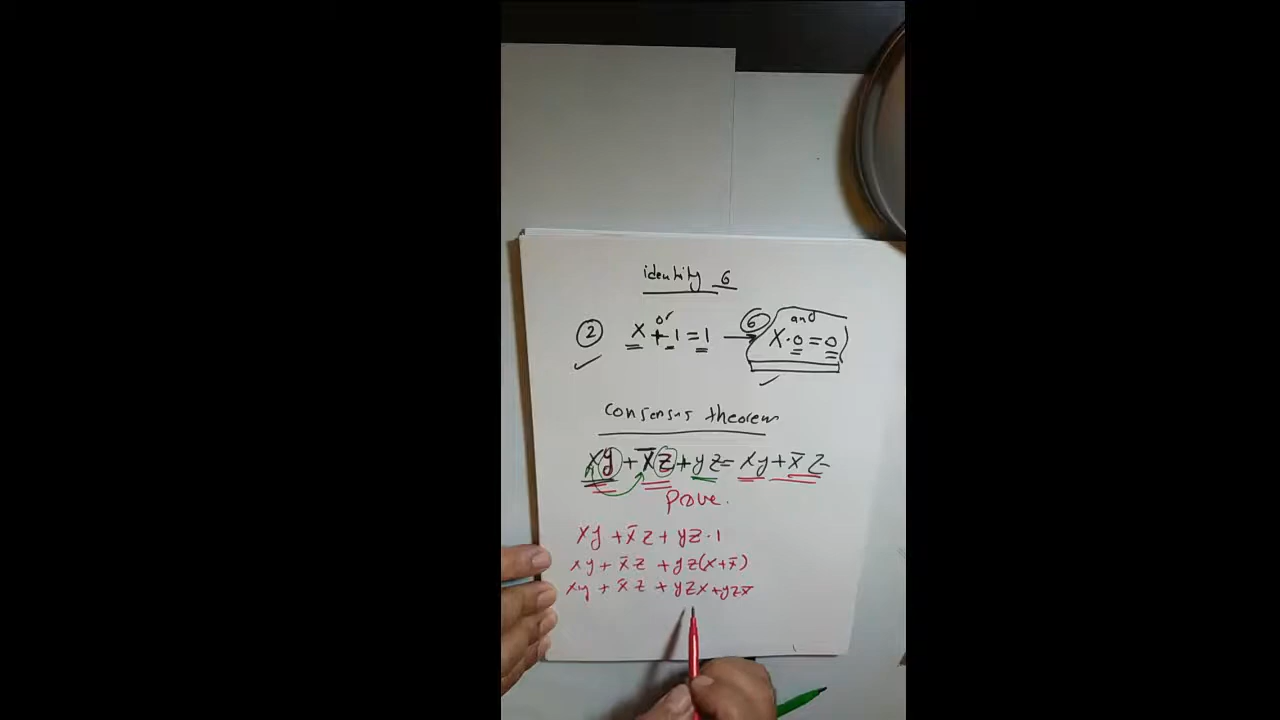 identity 6
② x + 1 = 1 → ⑥ x · 0 = 0
or and
consensus theorem
xy + x̄z + yz = xy + x̄z
Prove.
xy + x̄z + yz · 1
xy + x̄z + yz(x + x̄)
xy + x̄z + yzx + yzx̄